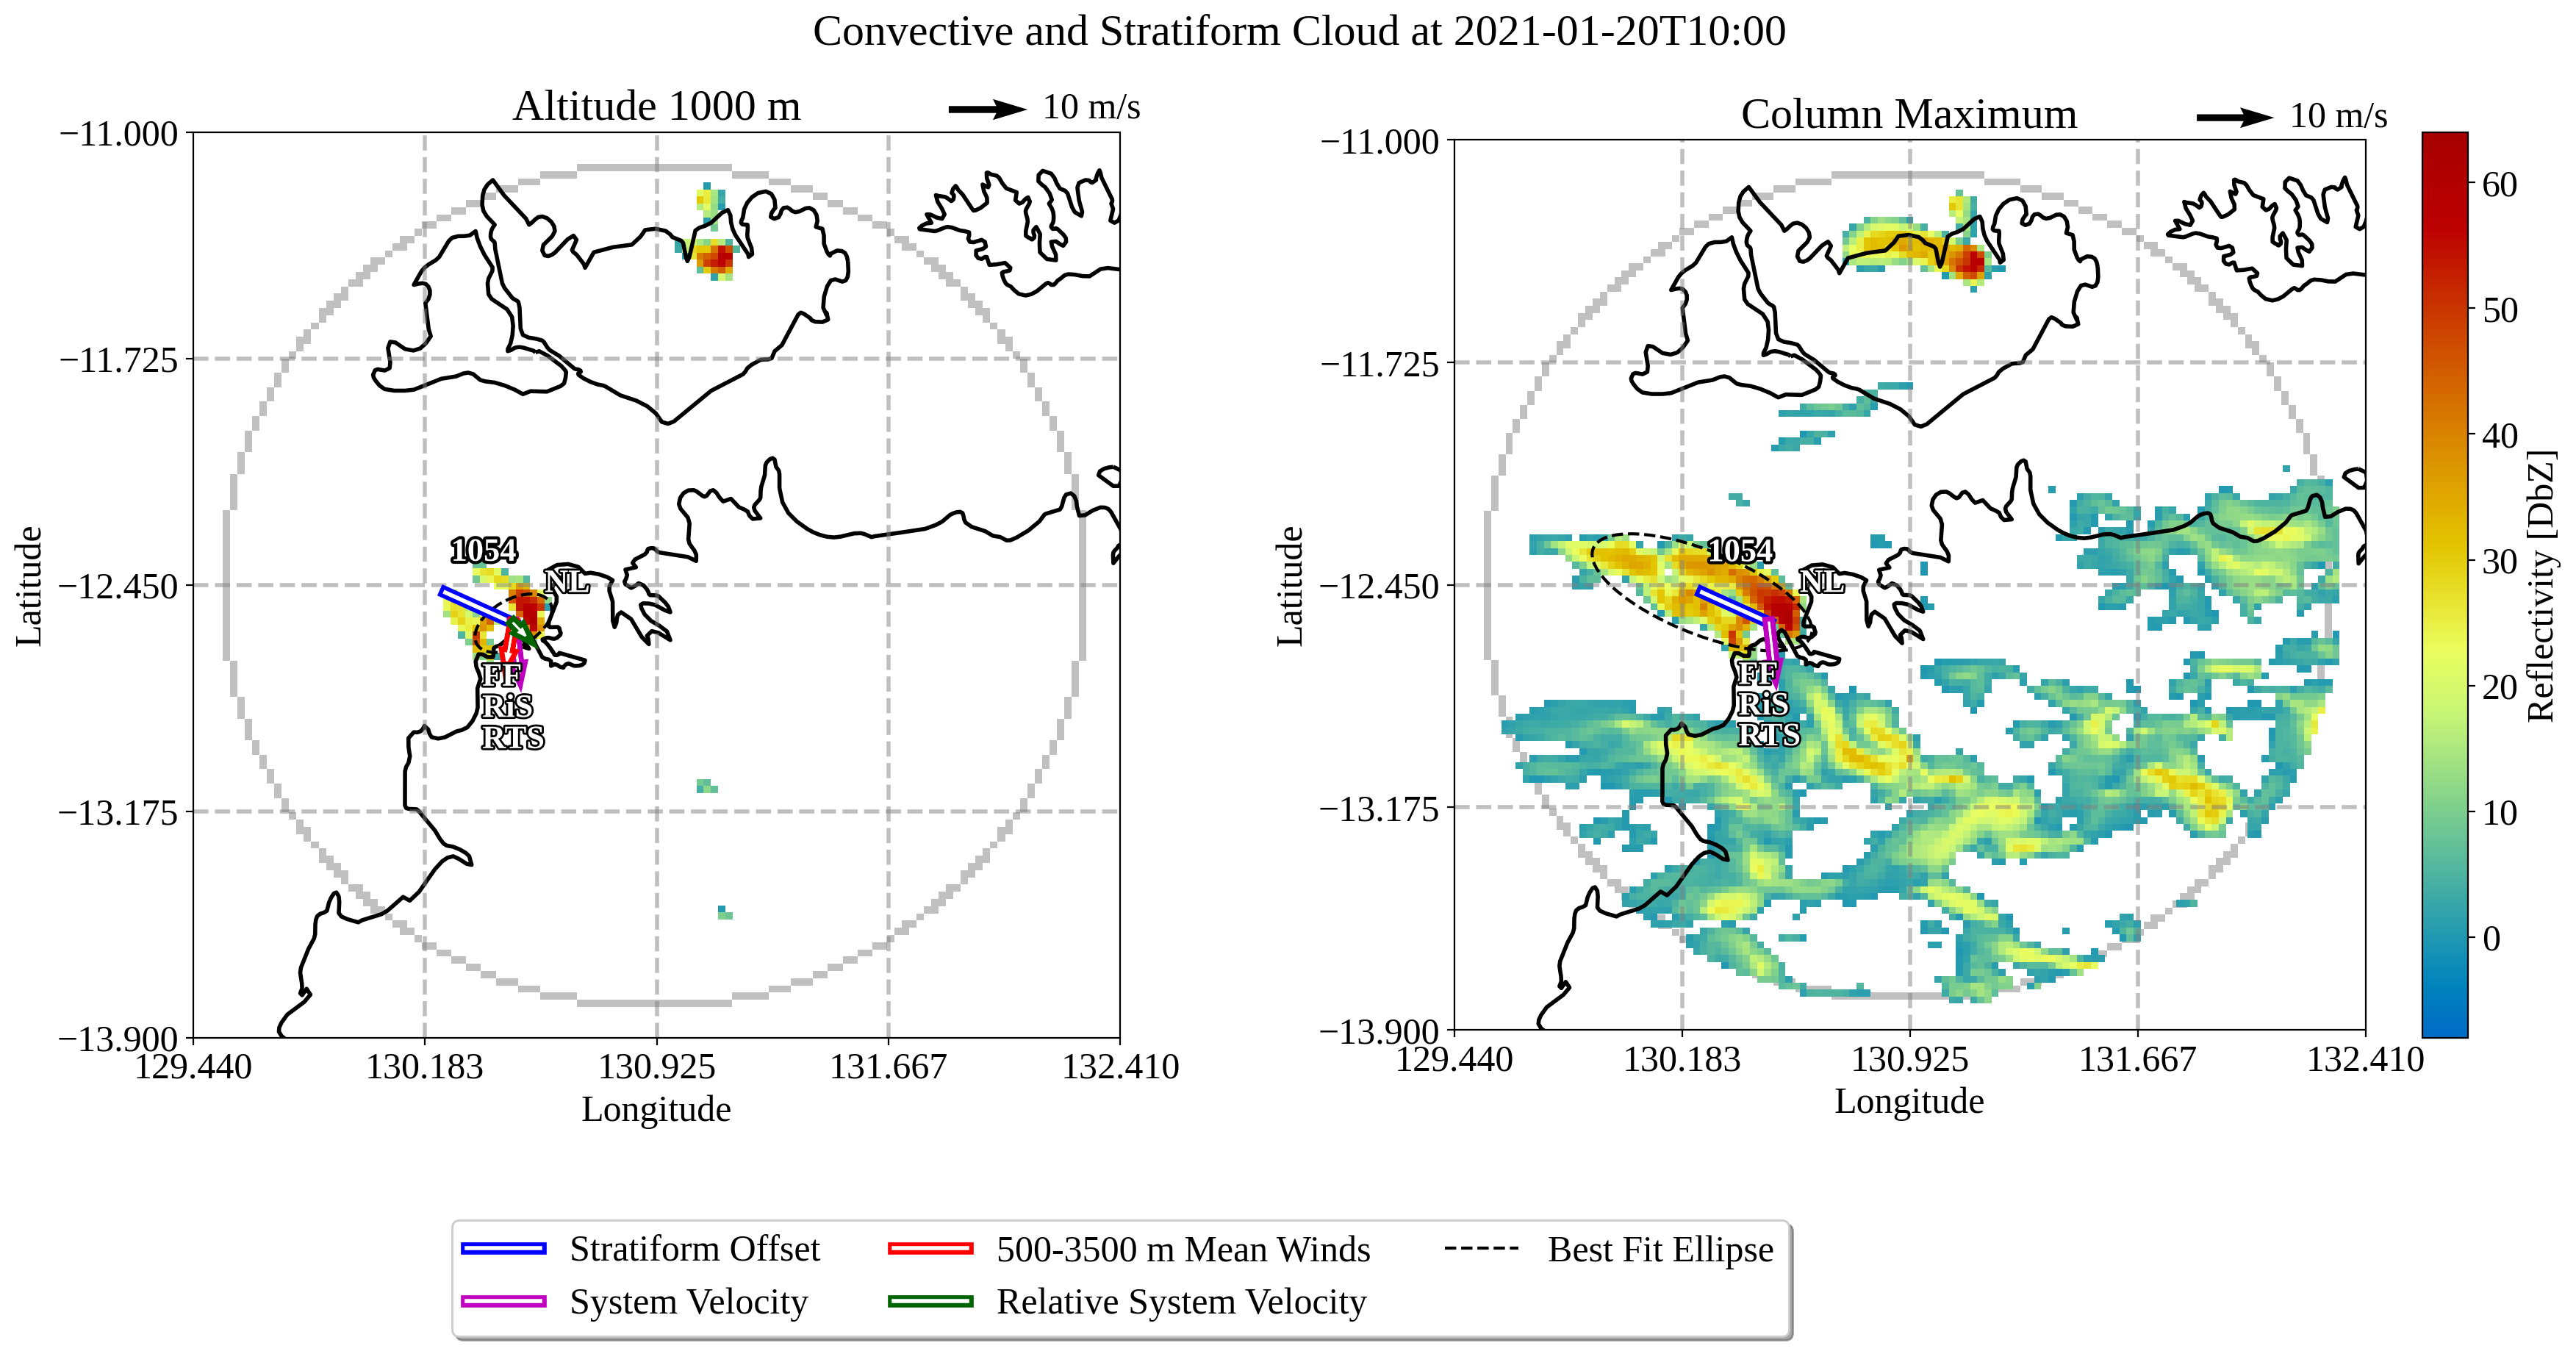 Convective and Stratiform Cloud at 2021-01-20T10:00
Altitude 1000 m
10 m/s
−11.000
−11.725
−12.450
−13.175
−13.900
129.440
130.183
130.925
131.667
132.410
Latitude
Longitude
1054
NL
FF
RiS
RTS
Column Maximum
10 m/s
−11.000
−11.725
−12.450
−13.175
−13.900
129.440
130.183
130.925
131.667
132.410
Latitude
Longitude
1054
NL
FF
RiS
RTS
60
50
40
30
20
10
0
Reflectivity [DbZ]
Stratiform Offset
500-3500 m Mean Winds
Best Fit Ellipse
System Velocity
Relative System Velocity